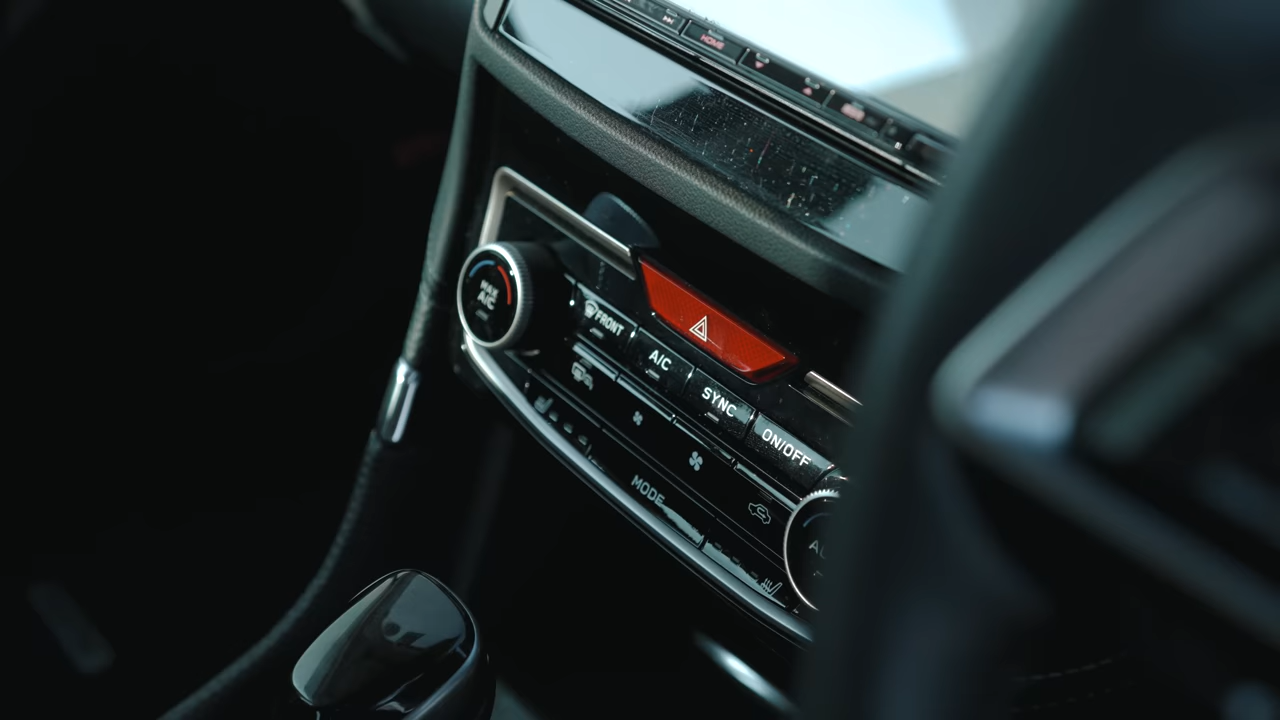 HOME
MAX
A/C
FRONT
A/C
SYNC
ON/OFF
MODE